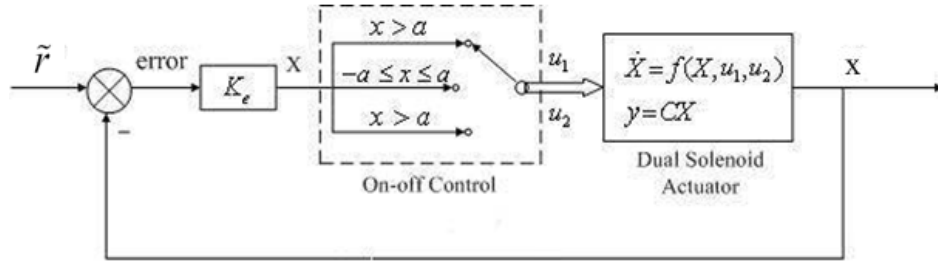 r̃
error
K_e
X
x > a
-a ≤ x ≤ a
x > a
On-off Control
u_1
u_2
Ẋ = f(X,u_1,u_2)
y = CX
Dual Solenoid
Actuator
X
−